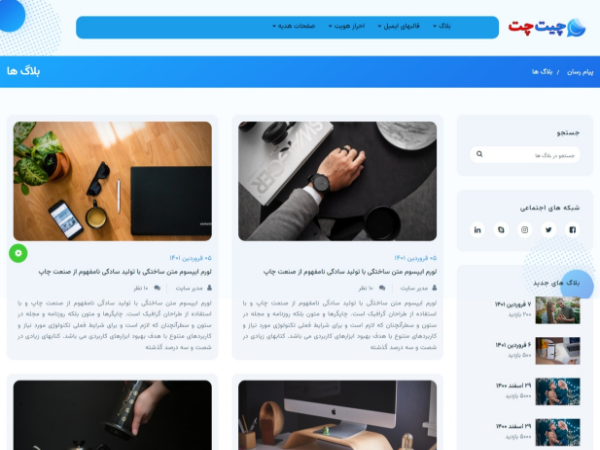 چیت چت
بلاگ
قالبهای ایمیل
احراز هویت
صفحات هدیه
پیام رسان / بلاگ ها
بلاگ ها
جستجو
جستجو در بلاگ ها
شبکه های اجتماعی
بلاگ های جدید
۷ فروردین ۱۴۰۱
۲۰۰ بازدید
۶ فروردین ۱۴۰۱
۵۰۰ بازدید
۲۹ اسفند ۱۴۰۰
۵۰۰۰ بازدید
۲۹ اسفند ۱۴۰۰
۵۰۰۰ بازدید
۰۵ فروردین ۱۴۰۱
لورم ایپسوم متن ساختگی با تولید سادگی نامفهوم از صنعت چاپ
مدیر سایت
۱۰ نظر
لورم ایپسوم متن ساختگی با تولید سادگی نامفهوم از صنعت چاپ و با
استفاده از طراحان گرافیک است. چاپگرها و متون بلکه روزنامه و مجله در
ستون و سطرآنچنان که لازم است و برای شرایط فعلی تکنولوژی مورد نیاز و
کاربردهای متنوع با هدف بهبود ابزارهای کاربردی می باشد. کتابهای زیادی در
شصت و سه درصد گذشته
۰۵ فروردین ۱۴۰۱
لورم ایپسوم متن ساختگی با تولید سادگی نامفهوم از صنعت چاپ
مدیر سایت
۱۰ نظر
لورم ایپسوم متن ساختگی با تولید سادگی نامفهوم از صنعت چاپ و با
استفاده از طراحان گرافیک است. چاپگرها و متون بلکه روزنامه و مجله در
ستون و سطرآنچنان که لازم است و برای شرایط فعلی تکنولوژی مورد نیاز و
کاربردهای متنوع با هدف بهبود ابزارهای کاربردی می باشد. کتابهای زیادی در
شصت و سه درصد گذشته